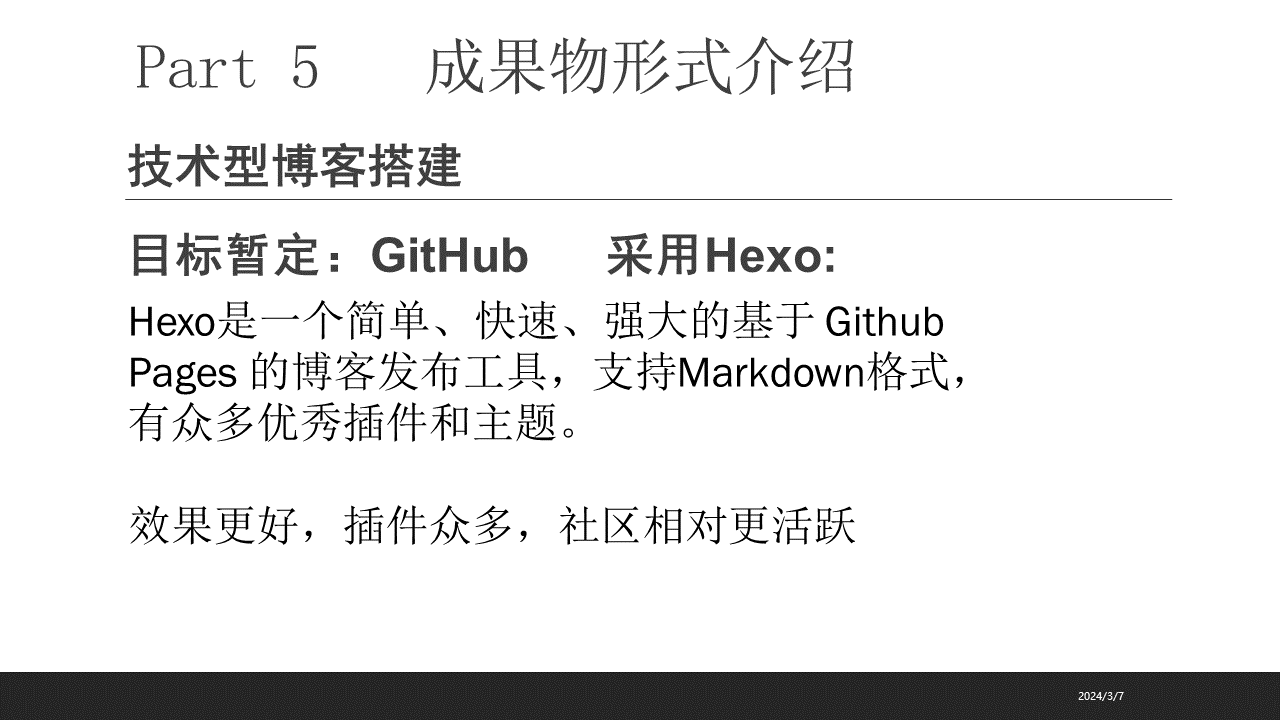 Part 5 成果物形式介绍
技术型博客搭建
目标暂定：GitHub 采用Hexo:
Hexo是一个简单、快速、强大的基于 Github
Pages 的博客发布工具，支持Markdown格式，
有众多优秀插件和主题。
效果更好，插件众多，社区相对更活跃
2024/3/7